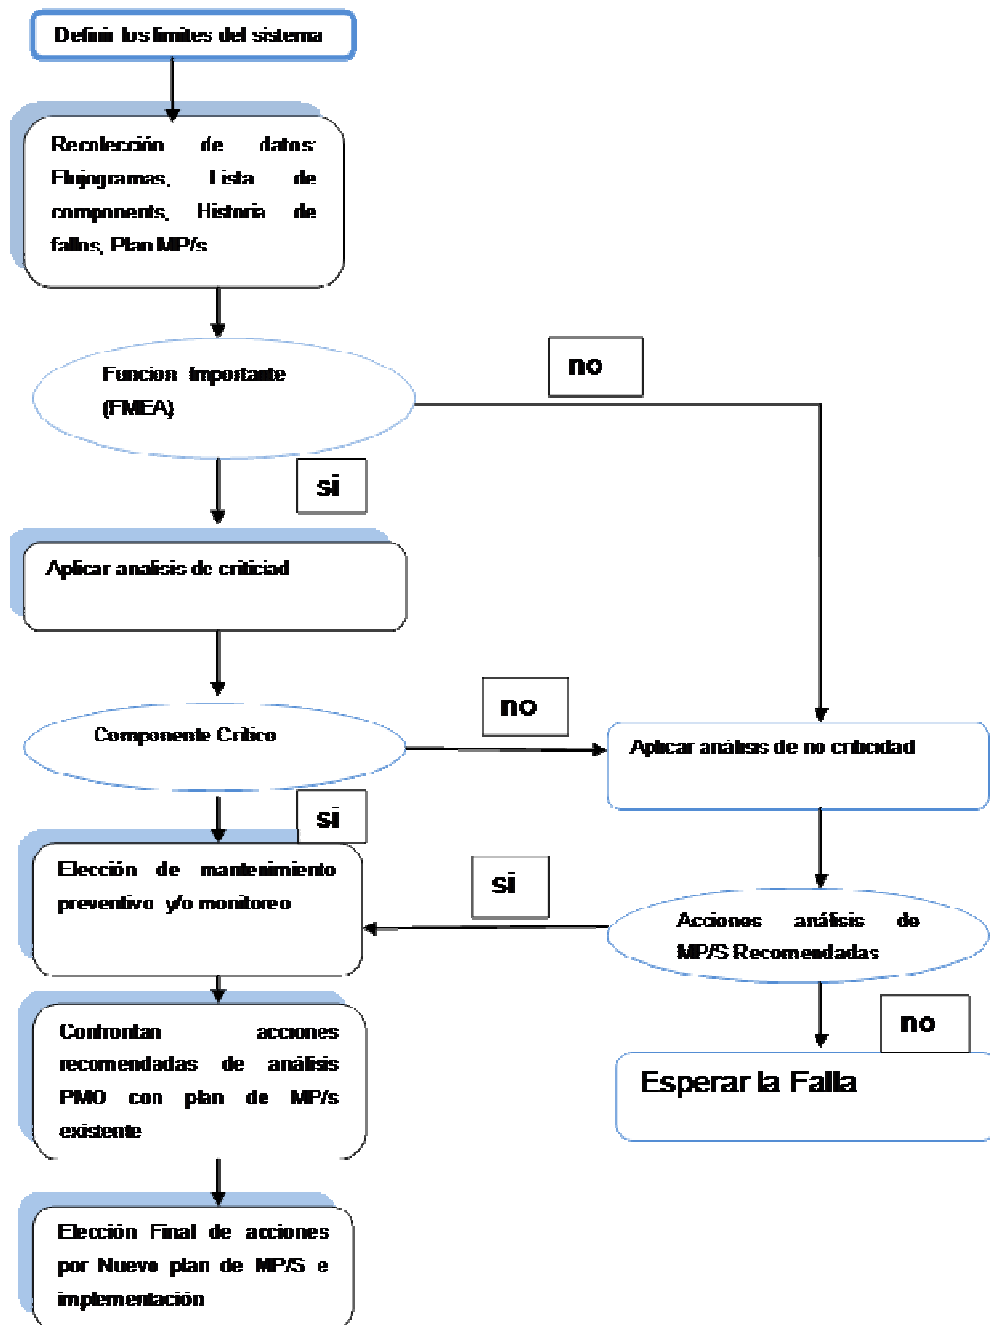 Definir los limites del sistema
Recolección de datos:
Flujogramas, Lista de
components, Historia de
fallos, Plan MP/s
Funcion Importante
(FMEA)
no
si
Aplicar analisis de criticiad
Componente Crítico
no
Aplicar análisis de no criticidad
si
Elección de mantenimiento
preventivo y/o monitoreo
si
Acciones análisis de
MP/S Recomendadas
no
Confrontan acciones
recomendadas de análisis
PMO con plan de MP/s
existente
Esperar la Falla
Elección Final de acciones
por Nuevo plan de MP/S e
implementación